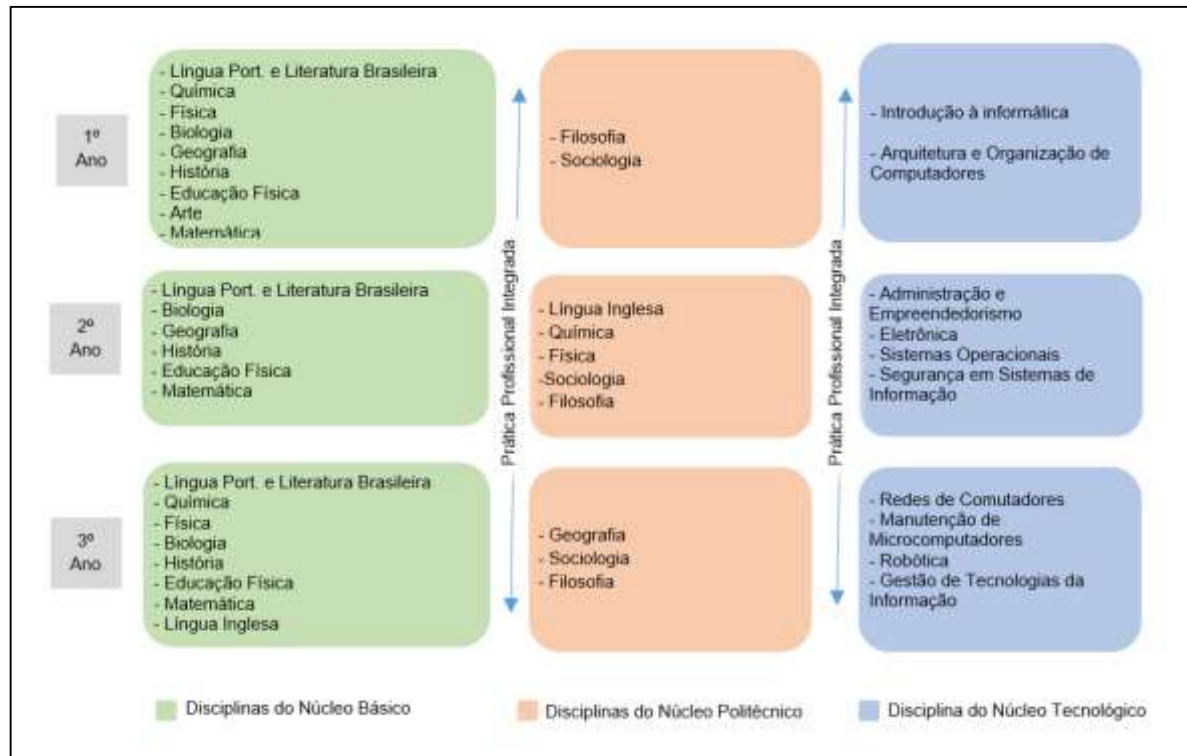 1º
Ano
- Língua Port. e Literatura Brasileira
- Química
- Física
- Biologia
- Geografia
- História
- Educação Física
- Arte
- Matemática
- Filosofia
- Sociologia
- Introdução à informática
- Arquitetura e Organização de
Computadores
Prática Profissional Integrada
Prática Profissional Integrada
2º
Ano
- Língua Port. e Literatura Brasileira
- Biologia
- Geografia
- História
- Educação Física
- Matemática
- Língua Inglesa
- Química
- Física
-Sociologia
- Filosofia
- Administração e
Empreendedorismo
- Eletrônica
- Sistemas Operacionais
- Segurança em Sistemas de
Informação
3º
Ano
- Língua Port. e Literatura Brasileira
- Química
- Física
- Biologia
- História
- Educação Física
- Matemática
- Língua Inglesa
- Geografia
- Sociologia
- Filosofia
- Redes de Comutadores
- Manutenção de
Microcomputadores
- Robótica
- Gestão de Tecnologias da
Informação
Disciplinas do Núcleo Básico
Disciplinas do Núcleo Politécnico
Disciplina do Núcleo Tecnológico